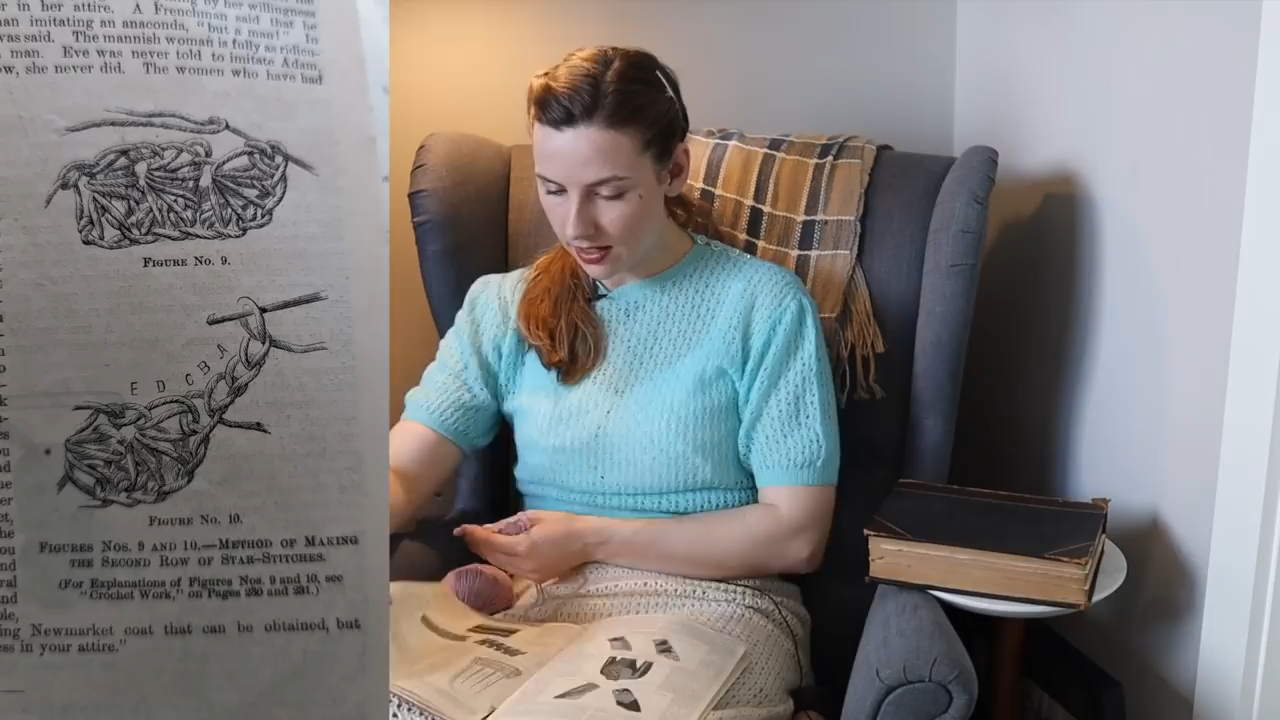 r in her attire. A Frenchman said that he
an imitating an anaconda, "but a man!" In
was said. The mannish woman is fully as ridicu-
man. Eve was never told to imitate Adam,
ow, she never did. The women who have had
FIGURE NO. 9.
E D C B A
FIGURE NO. 10.
FIGURES NOS. 9 AND 10.—METHOD OF MAKING
THE SECOND ROW OF STAR-STITCHES.
(For Explanations of Figures Nos. 9 and 10, see
"Crochet Work," on Pages 230 and 231.)
ing Newmarket coat that can be obtained, but
ss in your attire."